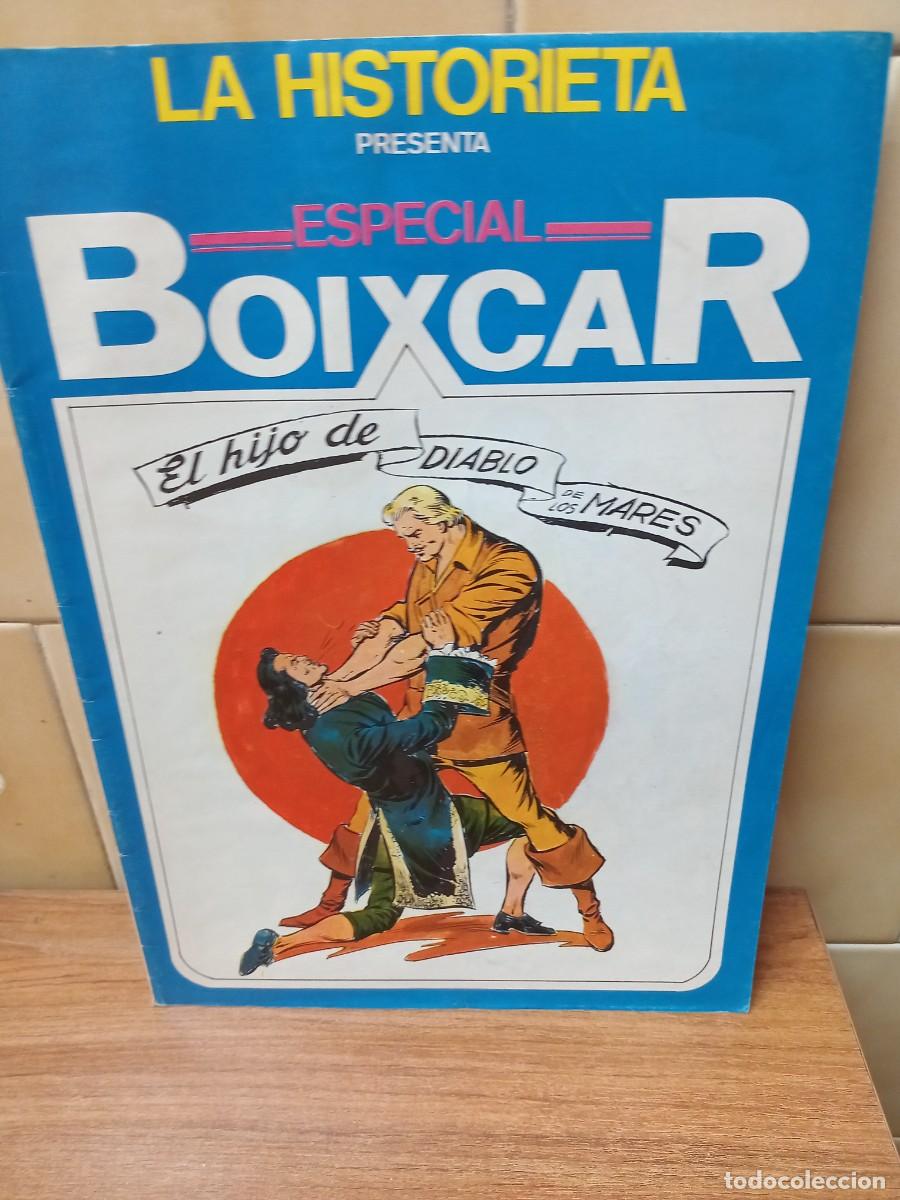 LA HISTORIETA
PRESENTA
ESPECIAL
BOIXCAR
El hijo de
DIABLO
DE LOS MARES
todocoleccion